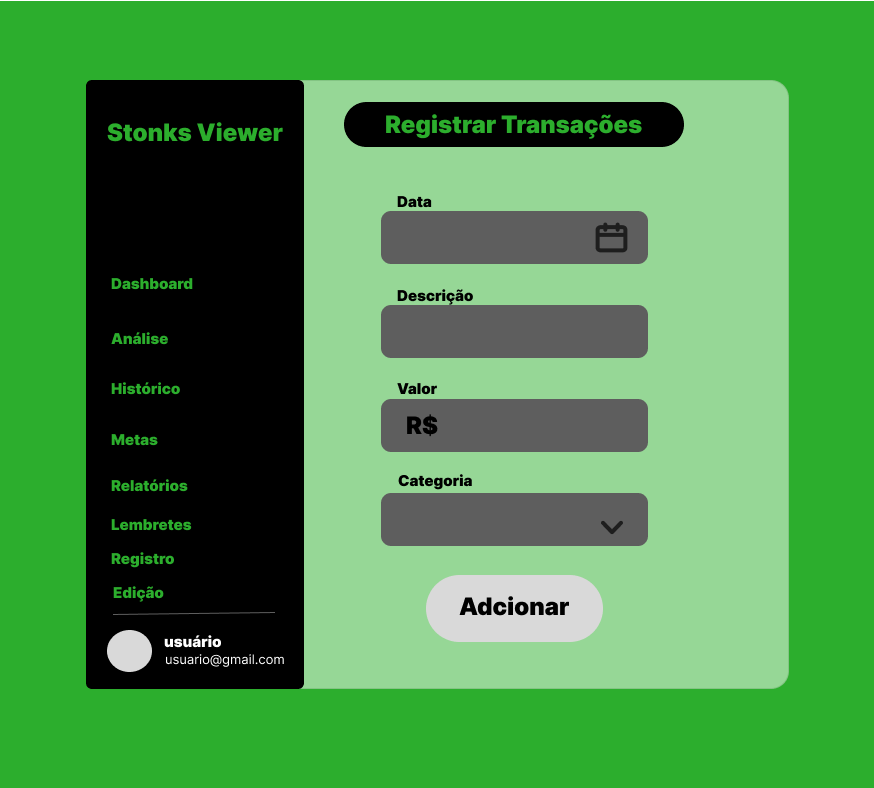 Stonks Viewer
Dashboard
Análise
Histórico
Metas
Relatórios
Lembretes
Registro
Edição
usuário
usuario@gmail.com
Registrar Transações
Data
Descrição
Valor
R$
Categoria
Adcionar